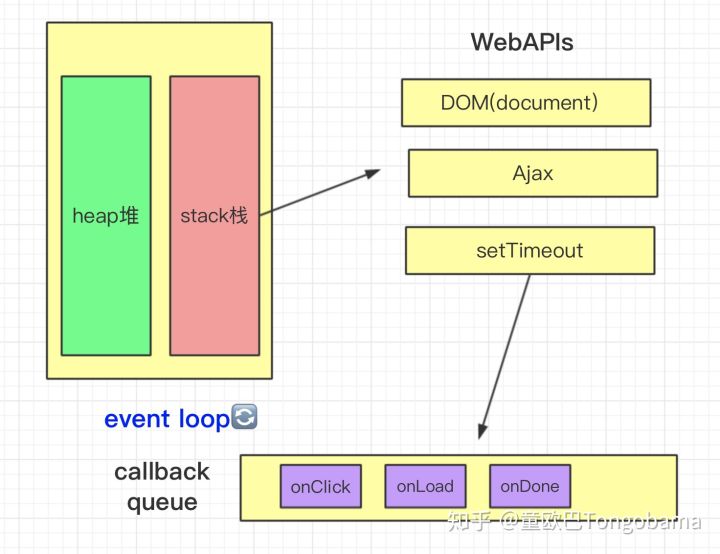 WebAPIs
DOM(document)
Ajax
heap堆
stack栈
setTimeout
event loop
callback
queue
onClick
onLoad
onDone
知乎 @童欧巴Tongobama